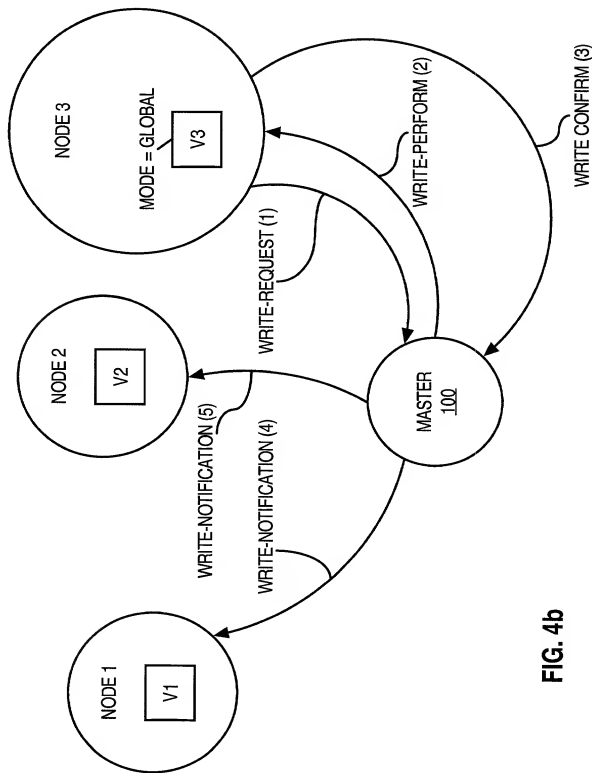 NODE 1
V1
NODE 2
V2
NODE 3
MODE = GLOBAL
V3
WRITE-NOTIFICATION (5)
WRITE-NOTIFICATION (4)
WRITE-REQUEST (1)
WRITE-PERFORM (2)
WRITE CONFIRM (3)
MASTER
100
FIG. 4b